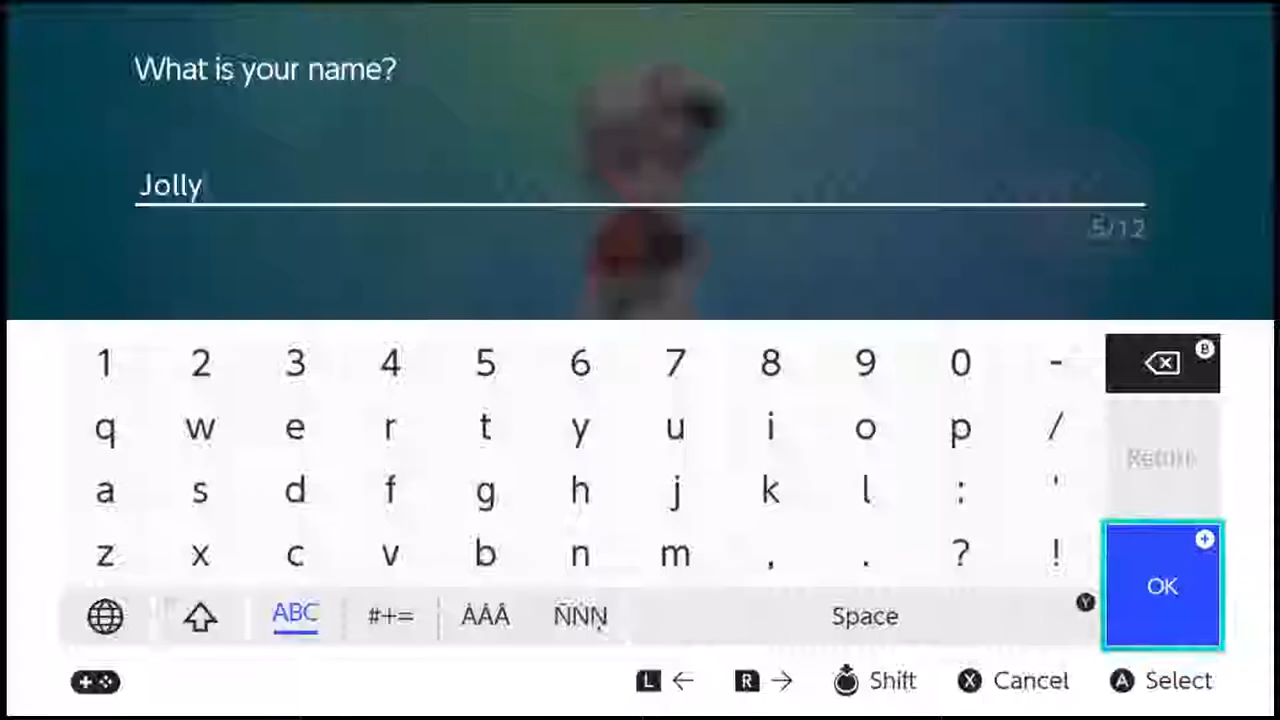 What is your name?
Jolly
5/12
1 2 3 4 5 6 7 8 9 0 - B
q w e r t y u i o p / Return
a s d f g h j k l : '
z x c v b n m , . ? ! + OK
ABC #+= ÀÁÂ ÑŃŅ Space Y
L ← R → Shift X Cancel A Select